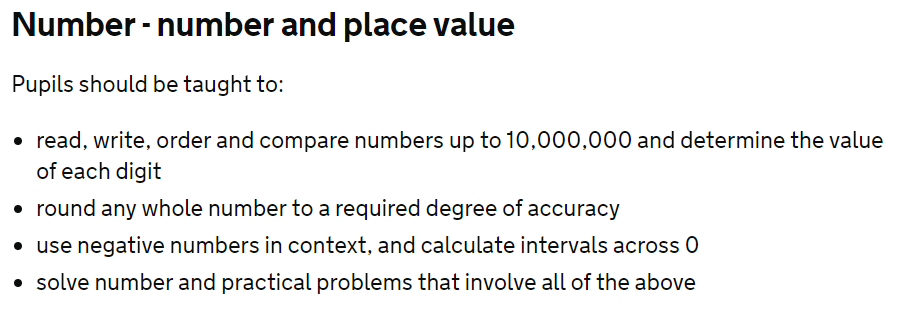 Number - number and place value
Pupils should be taught to:
• read, write, order and compare numbers up to 10,000,000 and determine the value
of each digit
• round any whole number to a required degree of accuracy
• use negative numbers in context, and calculate intervals across 0
• solve number and practical problems that involve all of the above